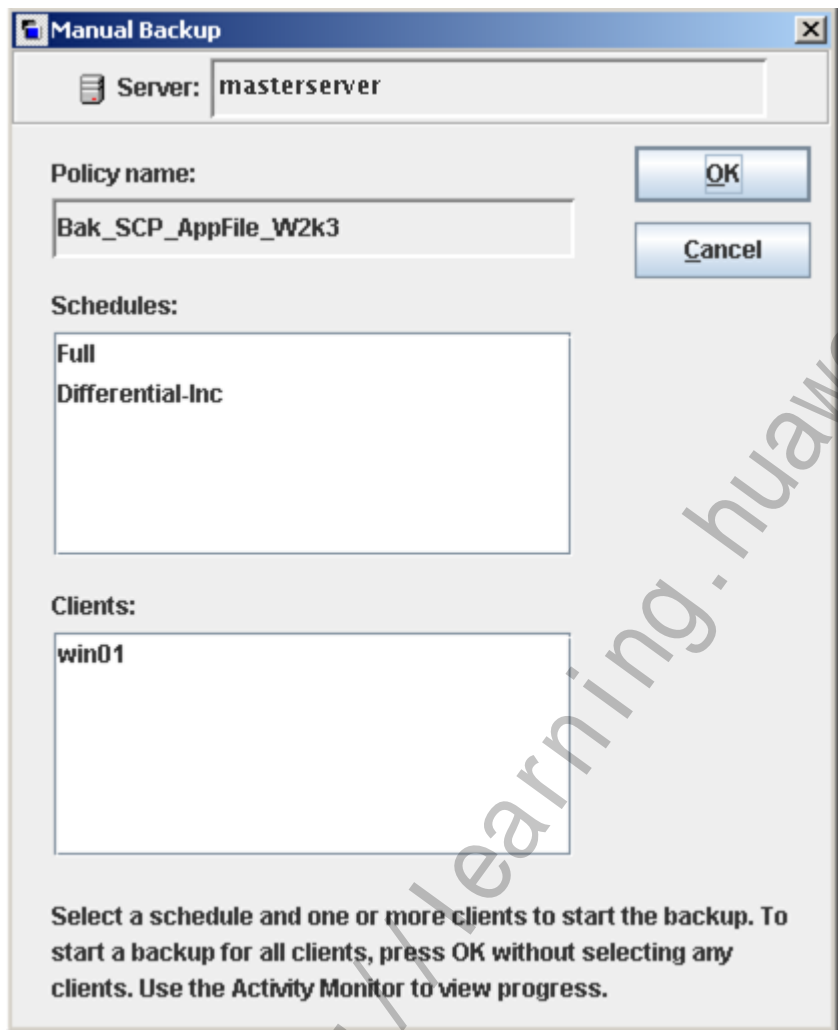 Manual Backup
Server: masterserver
Policy name:
Bak_SCP_AppFile_W2k3
OK
Cancel
Schedules:
Full
Differential-Inc
Clients:
win01
Select a schedule and one or more clients to start the backup. To
start a backup for all clients, press OK without selecting any
clients. Use the Activity Monitor to view progress.
//learning.huaw